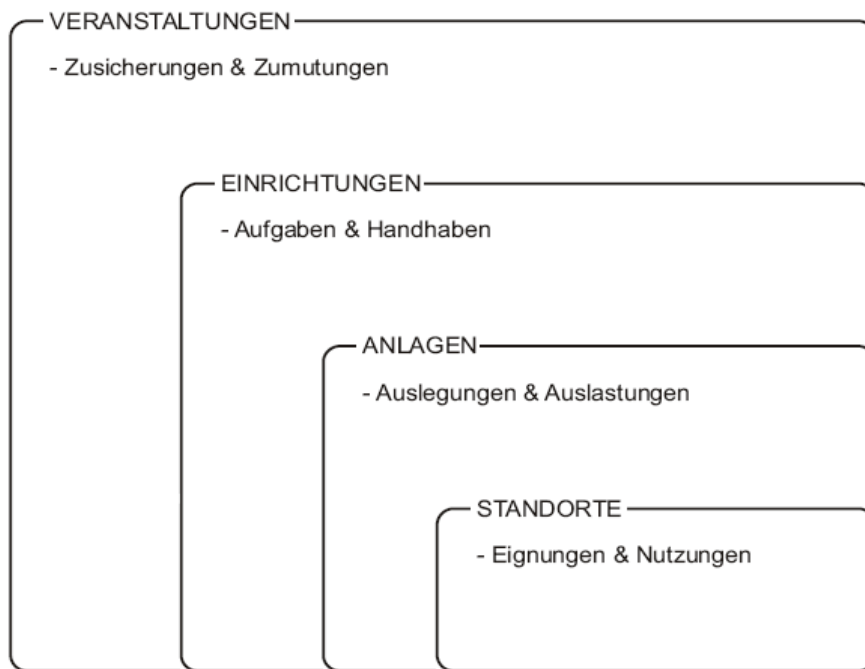 VERANSTALTUNGEN
- Zusicherungen & Zumutungen
EINRICHTUNGEN
- Aufgaben & Handhaben
ANLAGEN
- Auslegungen & Auslastungen
STANDORTE
- Eignungen & Nutzungen